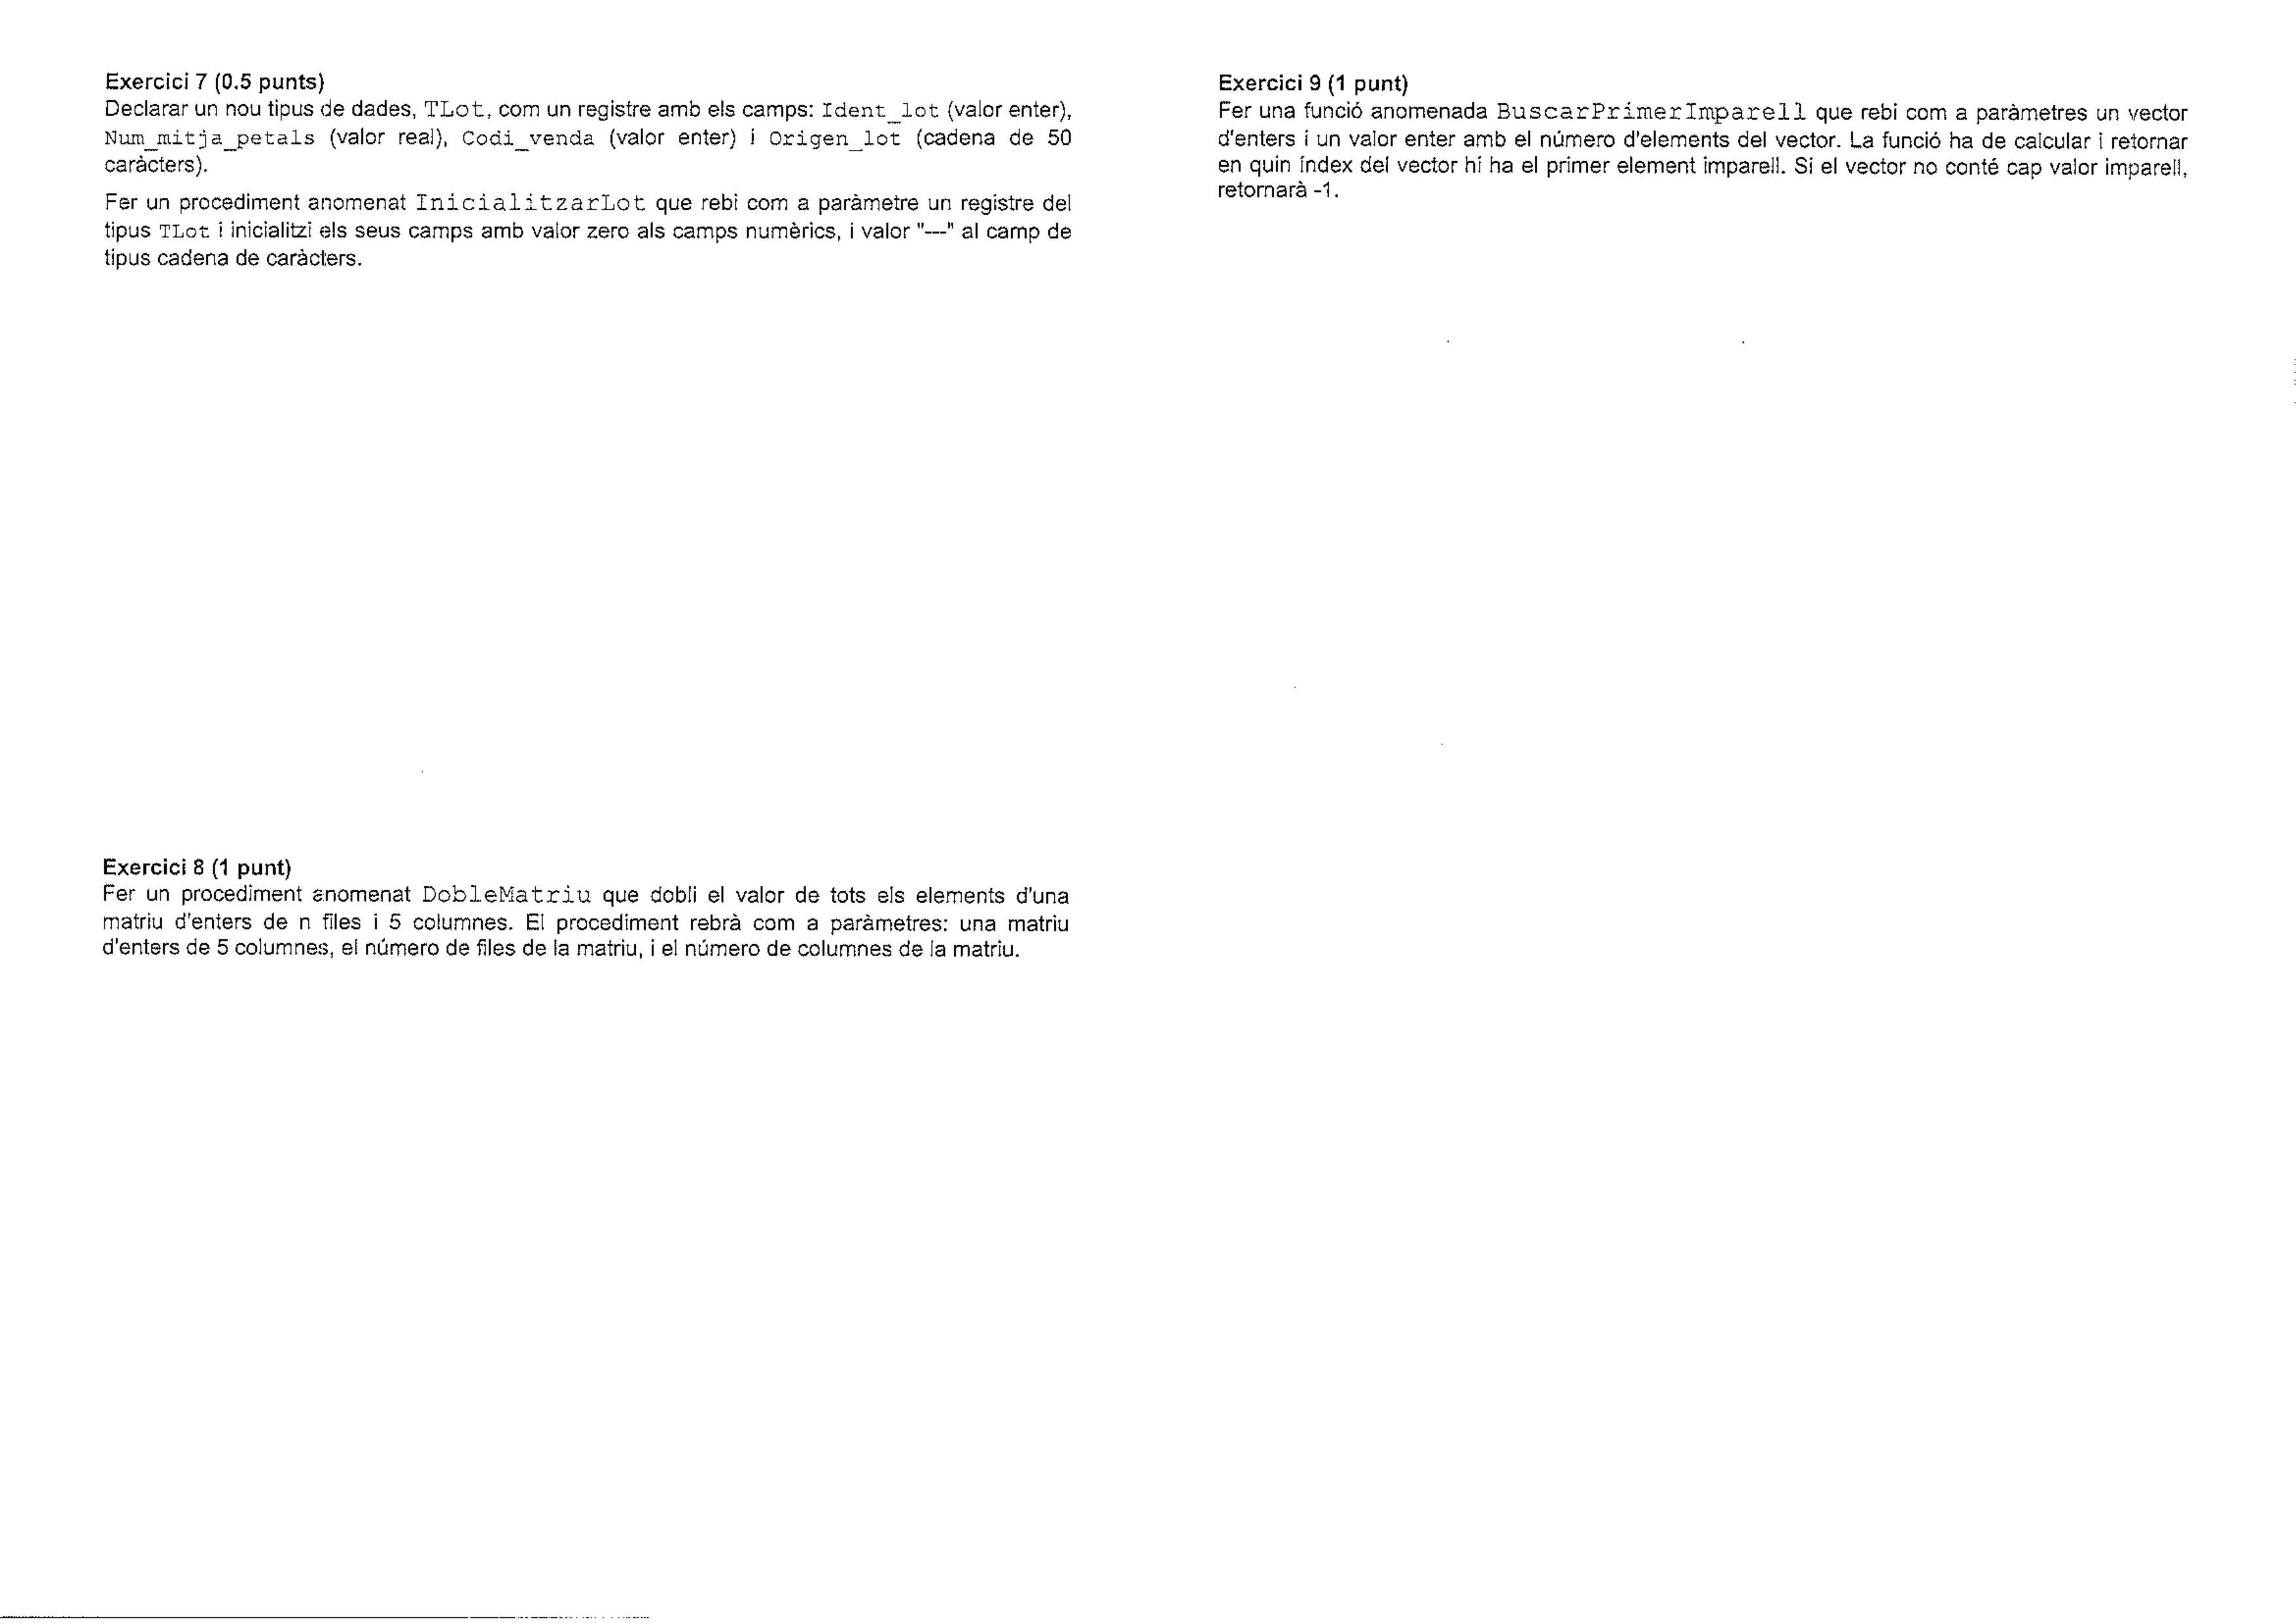 Exercici 7 (0.5 punts)
Declarar un nou tipus de dades, TLot, com un registre amb els camps: Ident_lot (valor enter),
Num_mitja_petals (valor real), Codi_venda (valor enter) i Origen_lot (cadena de 50
caràcters).
Fer un procediment anomenat InicialitzarLot que rebi com a paràmetre un registre del
tipus TLot i inicialitzi els seus camps amb valor zero als camps numèrics, i valor "---" al camp de
tipus cadena de caràcters.
Exercici 8 (1 punt)
Fer un procediment anomenat DobleMatriu que dobli el valor de tots els elements d'una
matriu d'enters de n files i 5 columnes. El procediment rebrà com a paràmetres: una matriu
d'enters de 5 columnes, el número de files de la matriu, i el número de columnes de la matriu.
Exercici 9 (1 punt)
Fer una funció anomenada BuscarPrimerImparell que rebi com a paràmetres un vector
d'enters i un valor enter amb el número d'elements del vector. La funció ha de calcular i retornar
en quin índex del vector hi ha el primer element imparell. Si el vector no conté cap valor imparell,
retornarà -1.